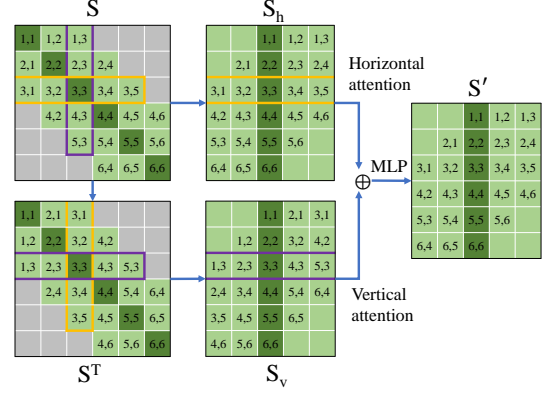 S
1,1 1,2 1,3
2,1 2,2 2,3 2,4
3,1 3,2 3,3 3,4 3,5
4,2 4,3 4,4 4,5 4,6
5,3 5,4 5,5 5,6
6,4 6,5 6,6
S_h
1,1 1,2 1,3
2,1 2,2 2,3 2,4
3,1 3,2 3,3 3,4 3,5
4,2 4,3 4,4 4,5 4,6
5,3 5,4 5,5 5,6
6,4 6,5 6,6
Horizontal
attention
S^T
1,1 2,1 3,1
1,2 2,2 3,2 4,2
1,3 2,3 3,3 4,3 5,3
2,4 3,4 4,4 5,4 6,4
3,5 4,5 5,5 6,5
4,6 5,6 6,6
S_v
1,1 2,1 3,1
1,2 2,2 3,2 4,2
1,3 2,3 3,3 4,3 5,3
2,4 3,4 4,4 5,4 6,4
3,5 4,5 5,5 6,5
4,6 5,6 6,6
Vertical
attention
⊕
MLP
S′
1,1 1,2 1,3
2,1 2,2 2,3 2,4
3,1 3,2 3,3 3,4 3,5
4,2 4,3 4,4 4,5 4,6
5,3 5,4 5,5 5,6
6,4 6,5 6,6